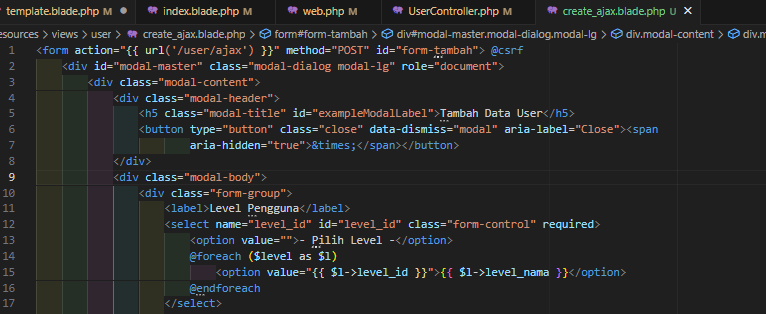 template.blade.php index.blade.php web.php UserController.php create_ajax.blade.php U
esources > views > user > create_ajax.blade.php > form#form-tambah > div#modal-master.modal-dialog.modal-lg > div.modal-content > div.m
1 <form action="{{ url('/user/ajax') }}" method="POST" id="form-tambah"> @csrf
2 <div id="modal-master" class="modal-dialog modal-lg" role="document">
3 <div class="modal-content">
4 <div class="modal-header">
5 <h5 class="modal-title" id="exampleModalLabel">Tambah Data User</h5>
6 <button type="button" class="close" data-dismiss="modal" aria-label="Close"><span
7 aria-hidden="true">&times;</span></button>
8 </div>
9 <div class="modal-body">
10 <div class="form-group">
11 <label>Level Pengguna</label>
12 <select name="level_id" id="level_id" class="form-control" required>
13 <option value="">- Pilih Level -</option>
14 @foreach ($level as $l)
15 <option value="{{ $l->level_id }}">{{ $l->level_nama }}</option>
16 @endforeach
17 </select>